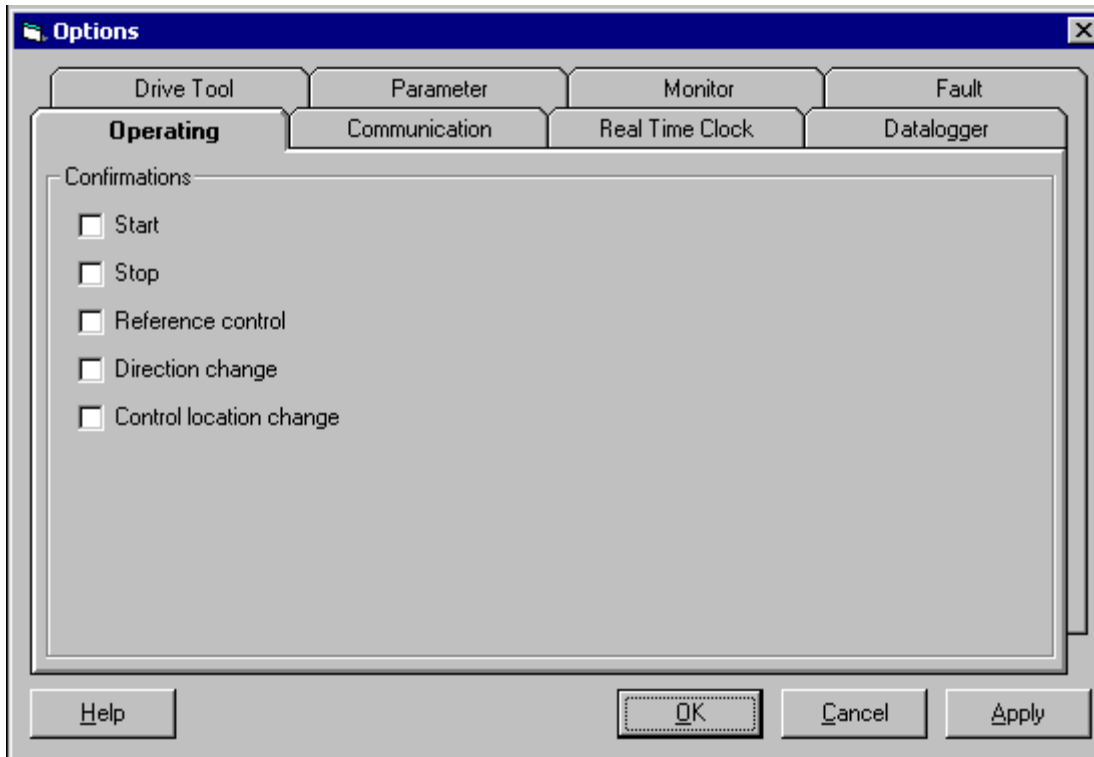 Options
Drive Tool Parameter Monitor Fault
Operating Communication Real Time Clock Datalogger
Confirmations
Start
Stop
Reference control
Direction change
Control location change
Help OK Cancel Apply